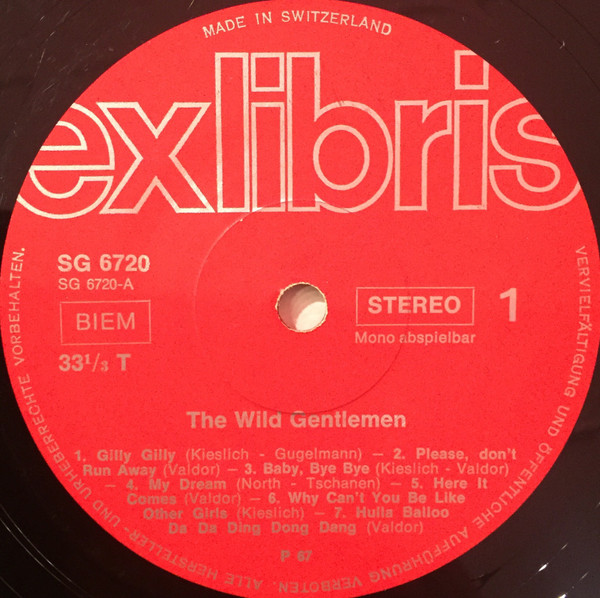 MADE IN SWITZERLAND
exlibris
SG 6720
SG 6720-A
BIEM
33 1/3 T
STEREO 1
Mono abspielbar
The Wild Gentlemen
1. Gilly Gilly (Kieslich - Gugelmann) – 2. Please, don't
Run Away (Valdor) – 3. Baby, Bye Bye (Kieslich - Valdor)
– 4. My Dream (North - Tschanen) – 5. Here It
Comes (Valdor) – 6. Why Can't You Be Like
Other Girls (Kieslich) – 7. Hulla Balloo
Da Da Ding Dong Dang (Valdor)
P 67
ALLE HERSTELLER- UND URHEBERRECHTE VORBEHALTEN.
VERVIELFÄLTIGUNG UND ÖFFENTLICHE AUFFÜHRUNG VERBOTEN.